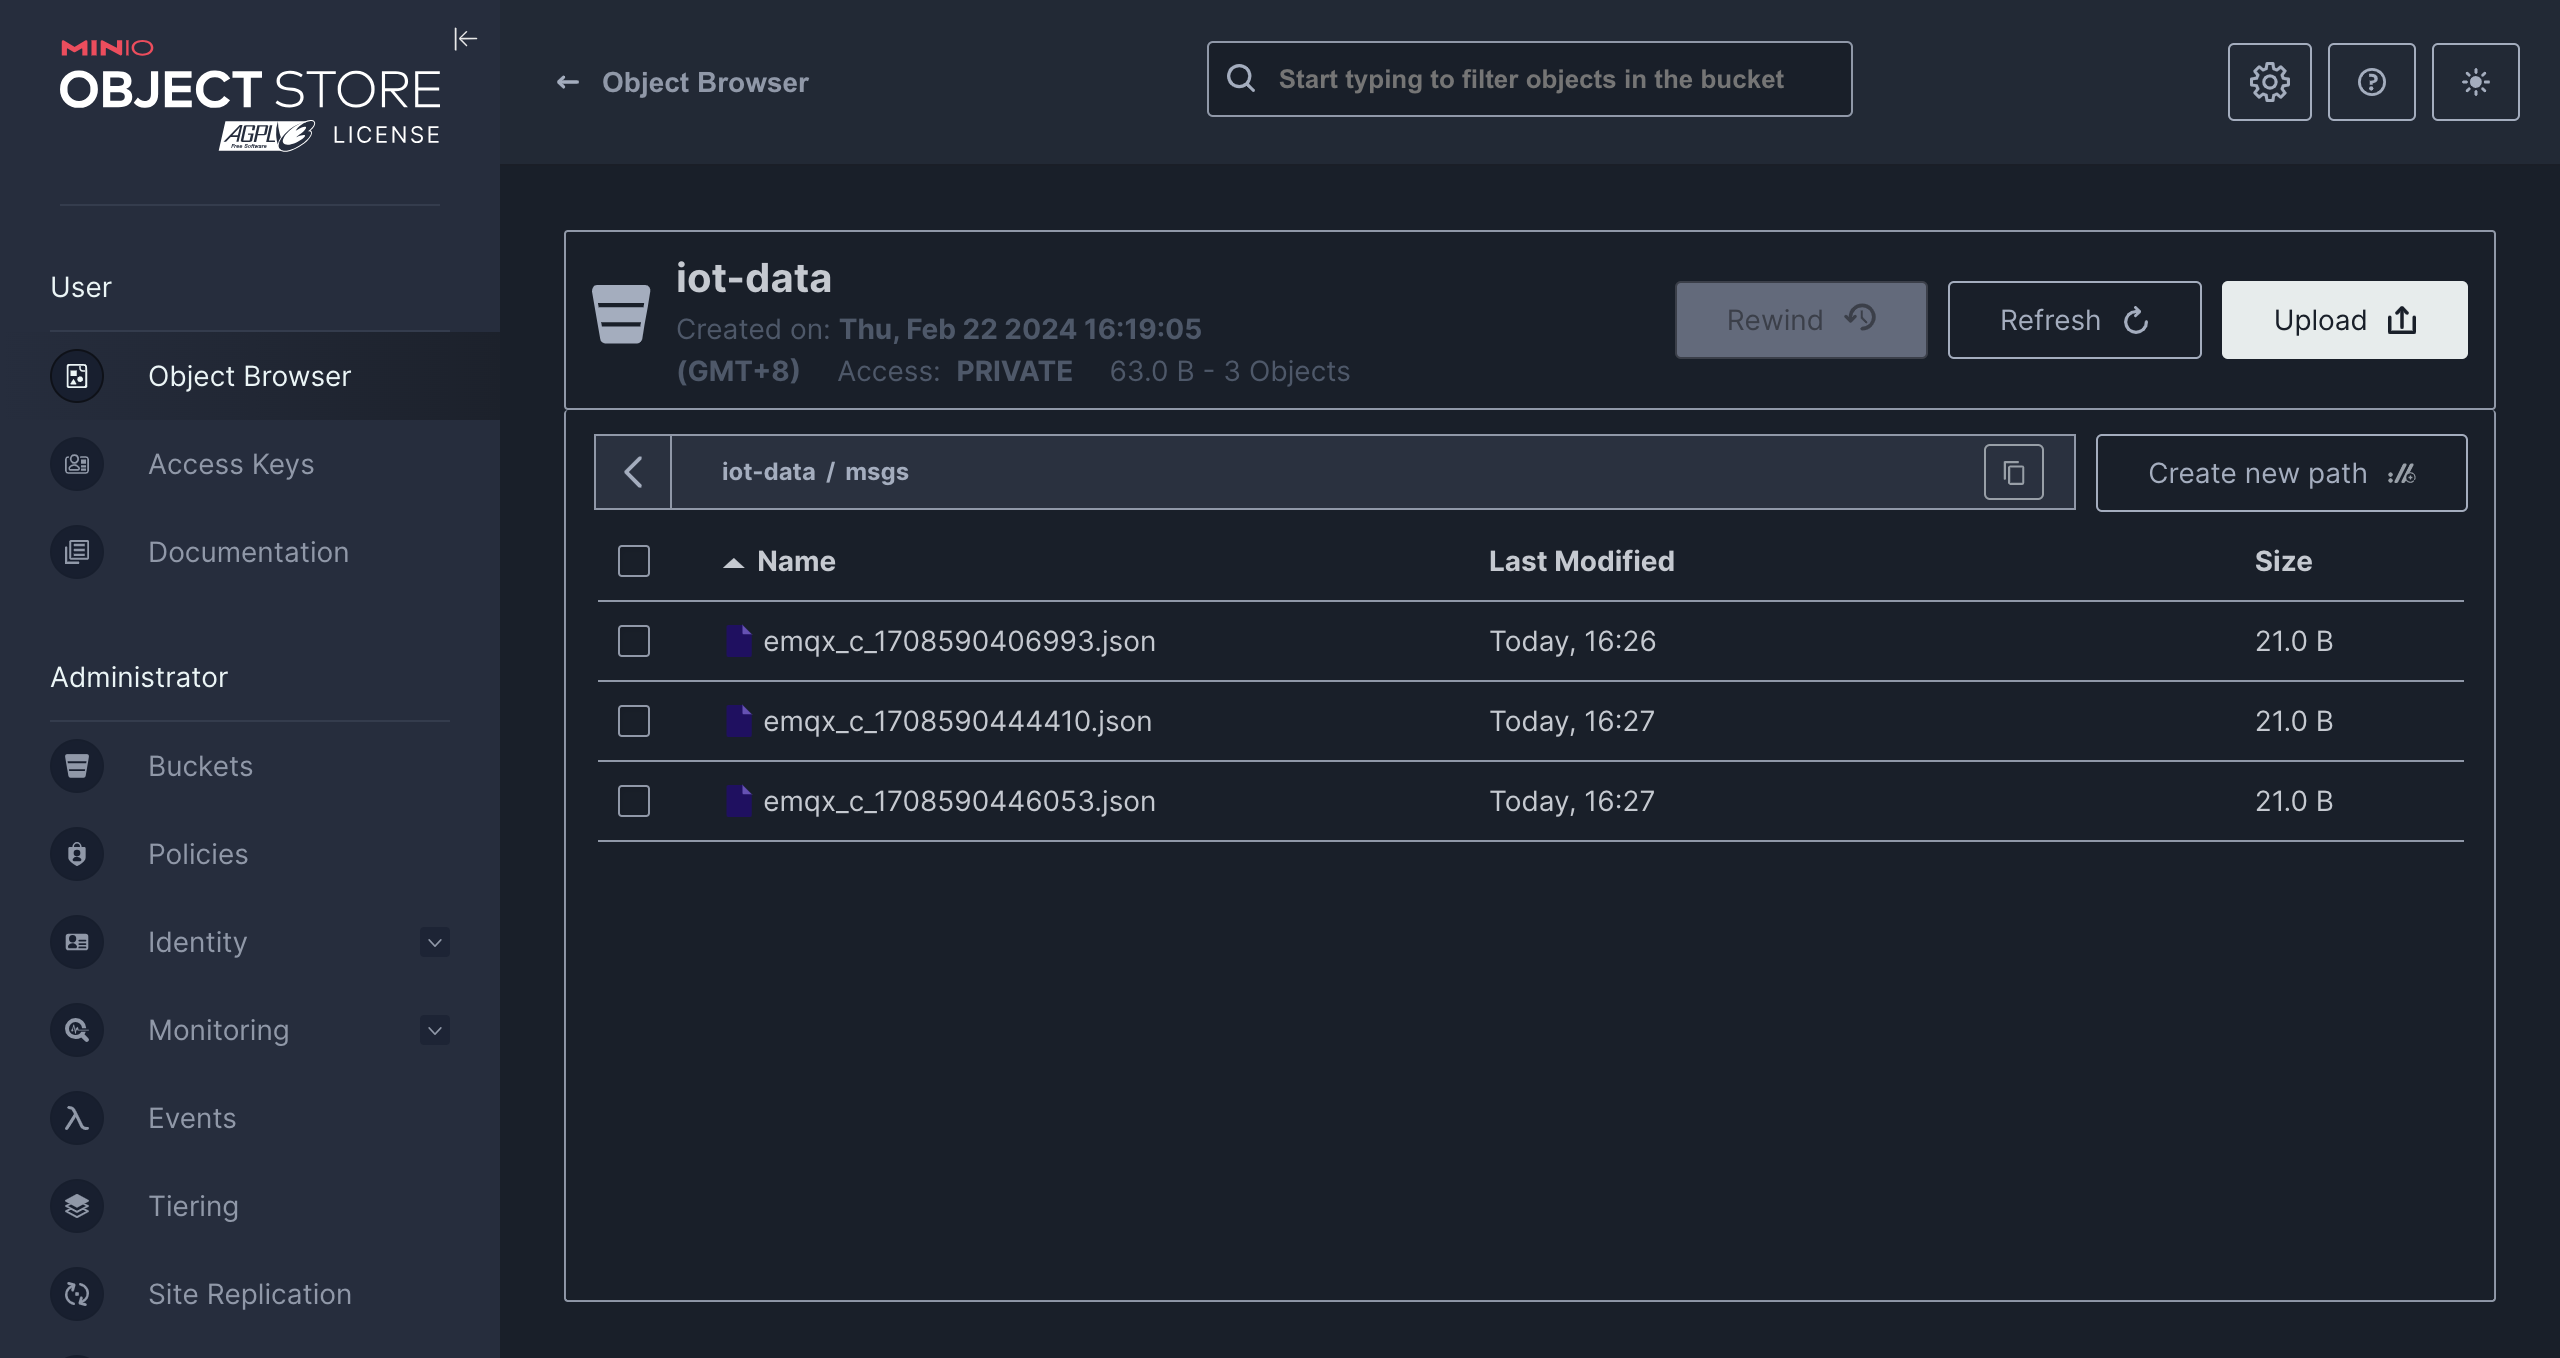 MINIO
OBJECT STORE
AGPL v3 LICENSE
Free Software
User
Object Browser
Access Keys
Documentation
Administrator
Buckets
Policies
Identity
Monitoring
Events
Tiering
Site Replication
Object Browser
Start typing to filter objects in the bucket
iot-data
Created on: Thu, Feb 22 2024 16:19:05
(GMT+8) Access: PRIVATE 63.0 B - 3 Objects
Rewind
Refresh
Upload
iot-data / msgs
Create new path
Name Last Modified Size
emqx_c_1708590406993.json Today, 16:26 21.0 B
emqx_c_1708590444410.json Today, 16:27 21.0 B
emqx_c_1708590446053.json Today, 16:27 21.0 B